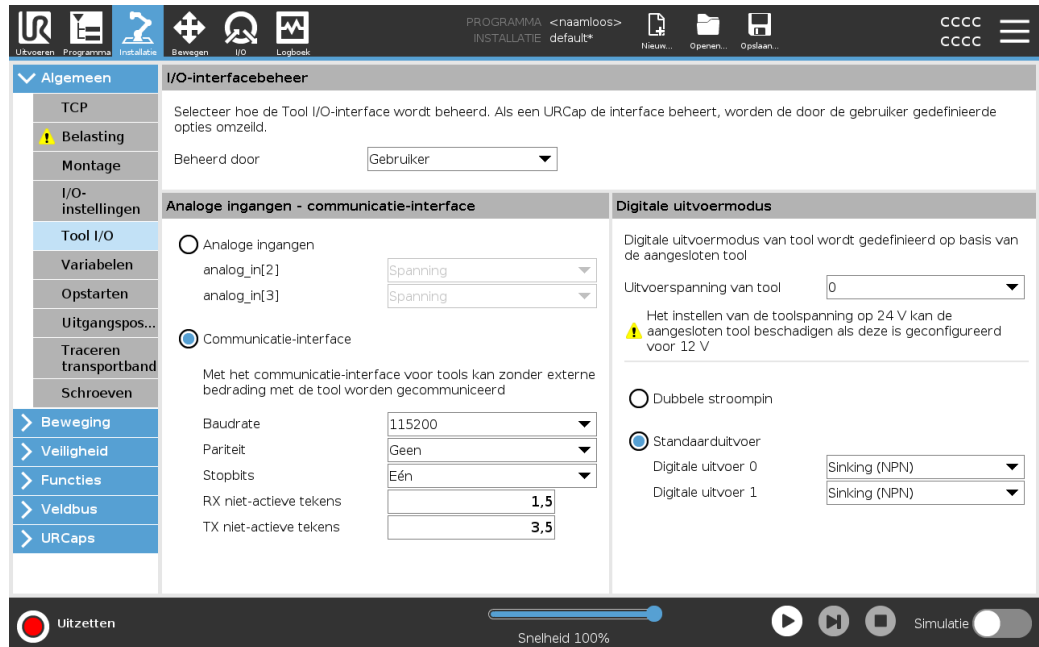 UR
PROGRAMMA <naamloos>
INSTALLATIE default*
CCCC
CCCC
Uitvoeren Programma Installatie Bewegen I/O Logboek Nieuw... Openen... Opslaan...
Algemeen
TCP
Belasting
Montage
I/O-
instellingen
Tool I/O
Variabelen
Opstarten
Uitgangspos...
Traceren
transportband
Schroeven
Beweging
Veiligheid
Functies
Veldbus
URCaps
I/O-interfacebeheer
Selecteer hoe de Tool I/O-interface wordt beheerd. Als een URCap de interface beheert, worden de door de gebruiker gedefinieerde
opties omzeild.
Beheerd door Gebruiker
Analoge ingangen - communicatie-interface
Analoge ingangen
analog_in[2] Spanning
analog_in[3] Spanning
Communicatie-interface
Met het communicatie-interface voor tools kan zonder externe
bedrading met de tool worden gecommuniceerd
Baudrate 115200
Pariteit Geen
Stopbits Eén
RX niet-actieve tekens 1,5
TX niet-actieve tekens 3,5
Digitale uitvoermodus
Digitale uitvoermodus van tool wordt gedefinieerd op basis van
de aangesloten tool
Uitvoerspanning van tool 0
Het instellen van de toolspanning op 24 V kan de
aangesloten tool beschadigen als deze is geconfigureerd
voor 12 V
Dubbele stroompin
Standaarduitvoer
Digitale uitvoer 0 Sinking (NPN)
Digitale uitvoer 1 Sinking (NPN)
Uitzetten
Snelheid 100%
Simulatie